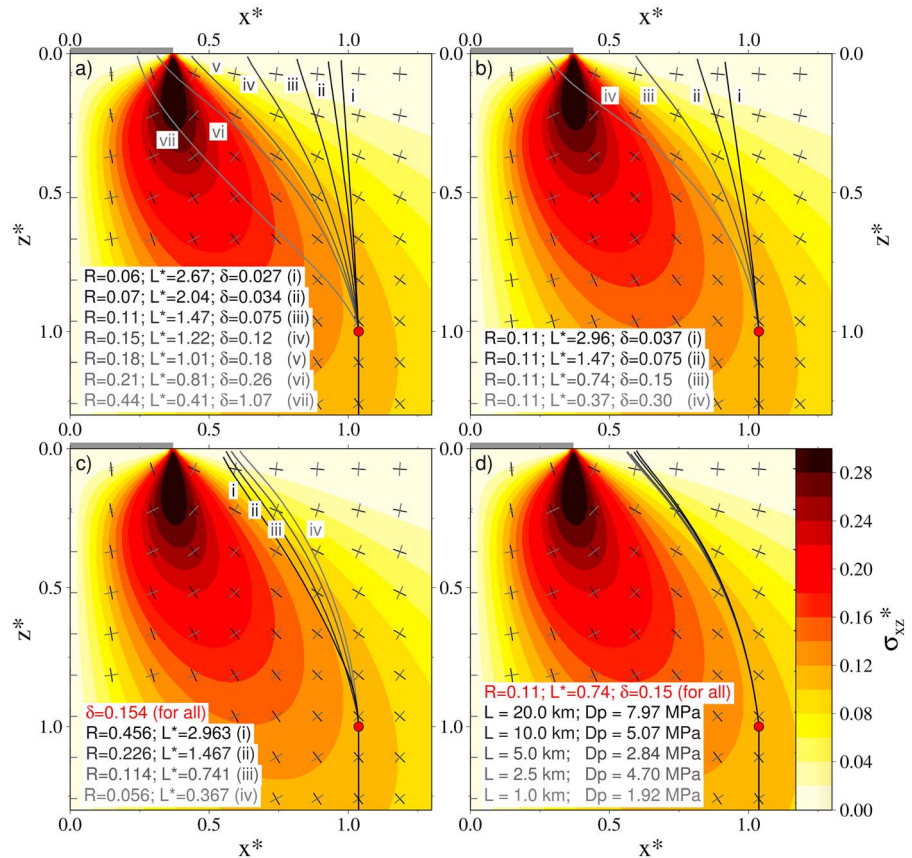 x*
x*
0.0
0.5
1.0
0.0
0.5
1.0
0.0
0.5
1.0
z*
a)
v
iv
iii
ii
i
vi
vii
R=0.06; L*=2.67; δ=0.027 (i)
R=0.07; L*=2.04; δ=0.034 (ii)
R=0.11; L*=1.47; δ=0.075 (iii)
R=0.15; L*=1.22; δ=0.12 (iv)
R=0.18; L*=1.01; δ=0.18 (v)
R=0.21; L*=0.81; δ=0.26 (vi)
R=0.44; L*=0.41; δ=1.07 (vii)
b)
iv
iii
ii
i
R=0.11; L*=2.96; δ=0.037 (i)
R=0.11; L*=1.47; δ=0.075 (ii)
R=0.11; L*=0.74; δ=0.15 (iii)
R=0.11; L*=0.37; δ=0.30 (iv)
0.0
0.5
1.0
z*
0.0
0.5
1.0
0.0
0.5
1.0
0.0
0.5
1.0
z*
c)
i
ii
iii
iv
δ=0.154 (for all)
R=0.456; L*=2.963 (i)
R=0.226; L*=1.467 (ii)
R=0.114; L*=0.741 (iii)
R=0.056; L*=0.367 (iv)
d)
R=0.11; L*=0.74; δ=0.15 (for all)
L = 20.0 km; Dp = 7.97 MPa
L = 10.0 km; Dp = 5.07 MPa
L = 5.0 km; Dp = 2.84 MPa
L = 2.5 km; Dp = 4.70 MPa
L = 1.0 km; Dp = 1.92 MPa
0.28
0.24
0.20
0.16
0.12
0.08
0.04
0.00
σxz*
0.0
0.5
1.0
0.0
0.5
1.0
x*
x*